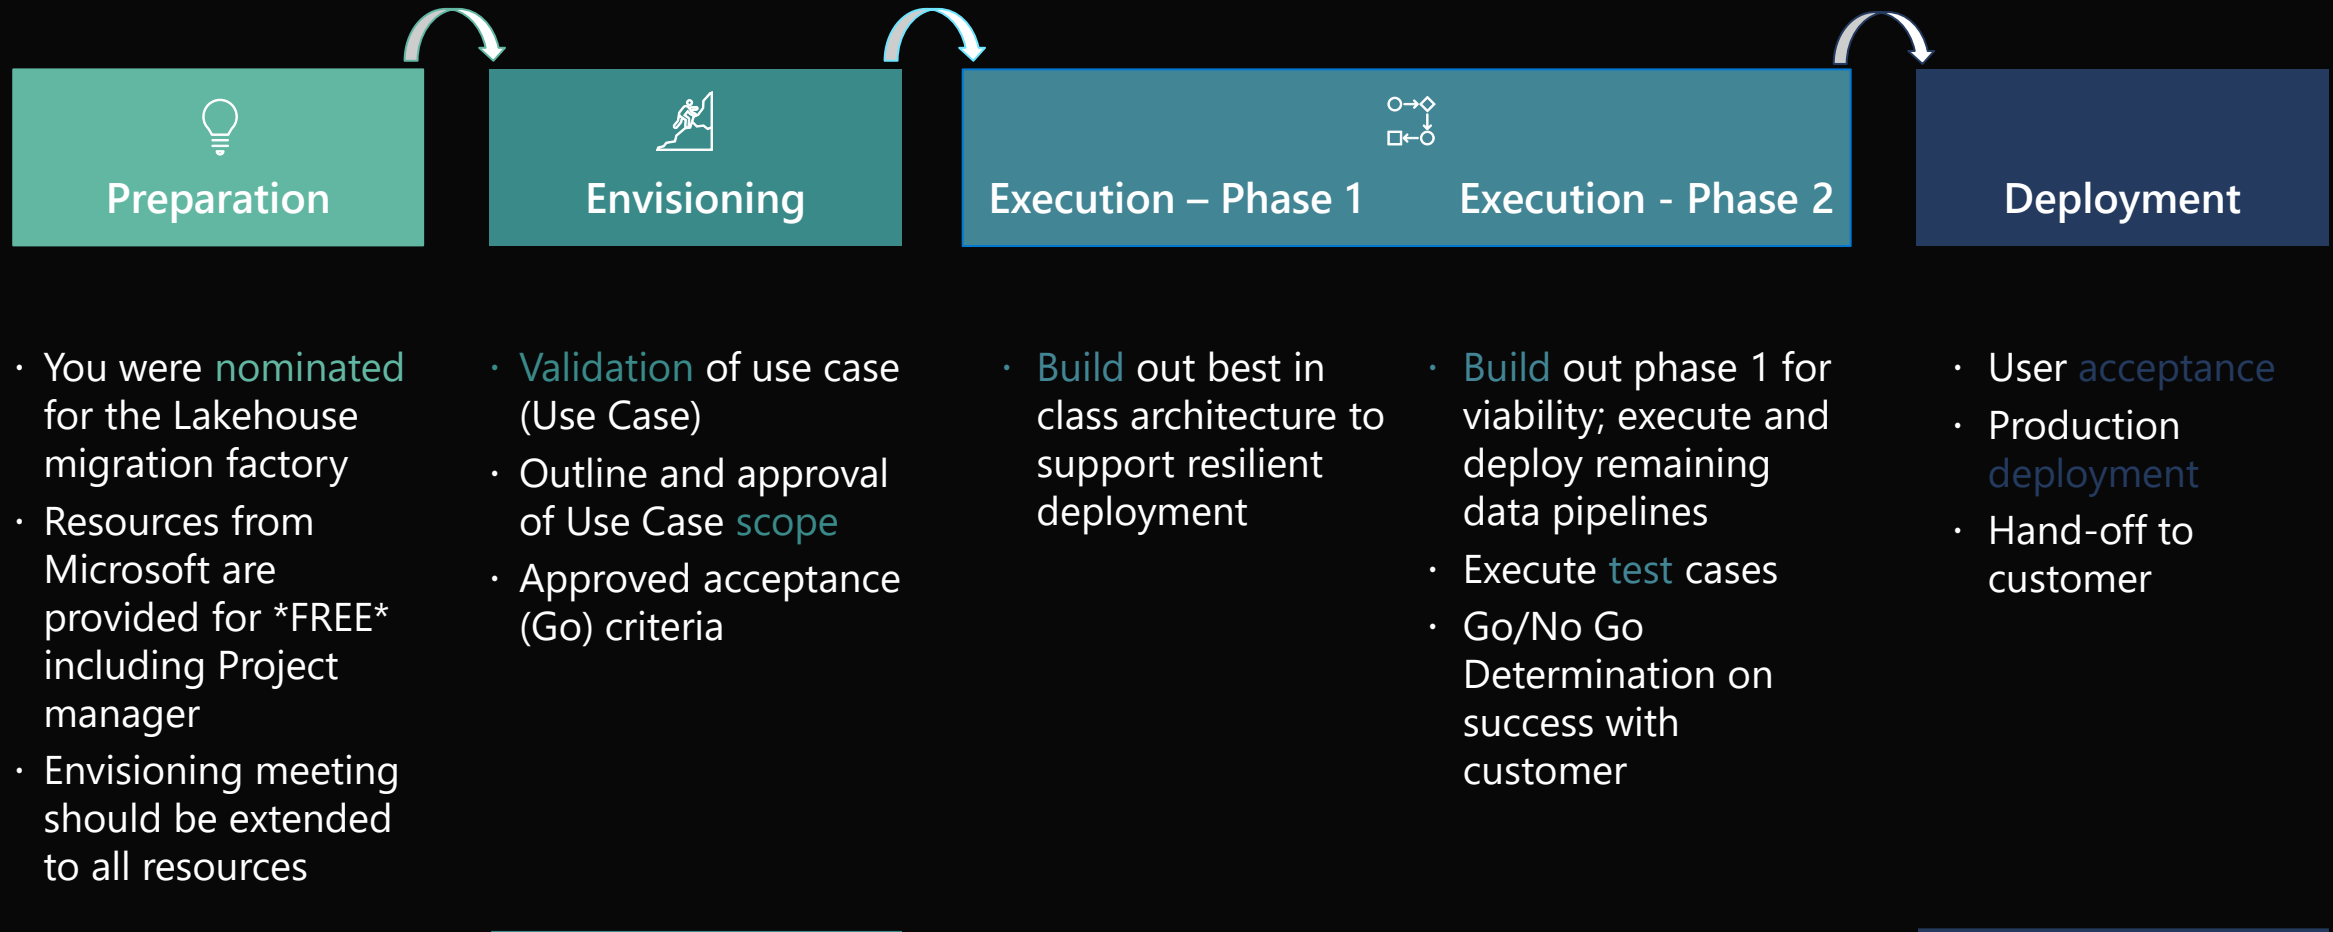 Preparation
Envisioning
Execution – Phase 1
Execution - Phase 2
Deployment
· You were nominated
for the Lakehouse
migration factory
· Resources from
Microsoft are
provided for *FREE*
including Project
manager
· Envisioning meeting
should be extended
to all resources
· Validation of use case
(Use Case)
· Outline and approval
of Use Case scope
· Approved acceptance
(Go) criteria
· Build out best in
class architecture to
support resilient
deployment
· Build out phase 1 for
viability; execute and
deploy remaining
data pipelines
· Execute test cases
· Go/No Go
Determination on
success with
customer
· User acceptance
· Production
deployment
· Hand-off to
customer